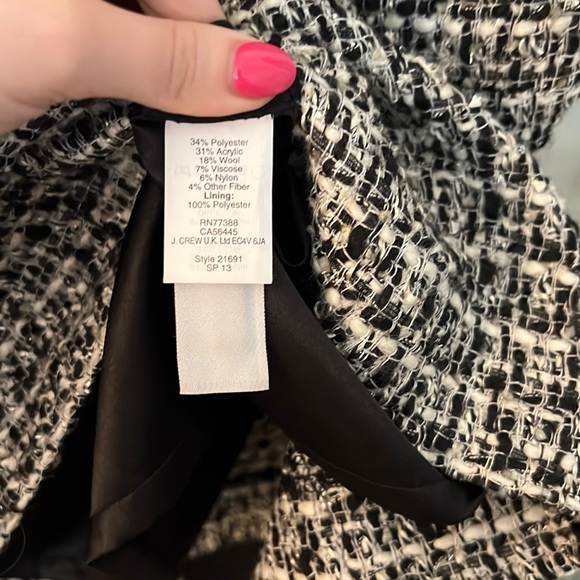 34% Polyester
31% Acrylic
18% Wool
7% Viscose
6% Nylon
4% Other Fiber
Lining:
100% Polyester
RN77388
CA56445
J. CREW U.K. Ltd EC4V 6JA
Style 21691
SP 13